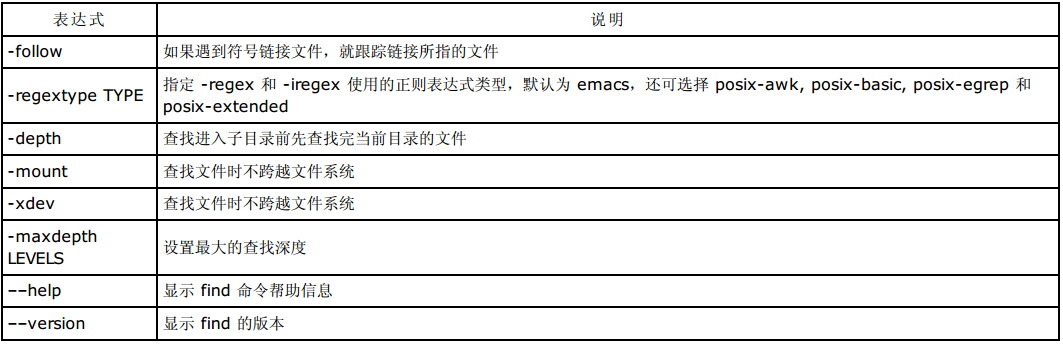 表达式 说明
-follow 如果遇到符号链接文件，就跟踪链接所指的文件
-regextype TYPE 指定 -regex 和 -iregex 使用的正则表达式类型，默认为 emacs，还可选择 posix-awk, posix-basic, posix-egrep 和
posix-extended
-depth 查找进入子目录前先查找完当前目录的文件
-mount 查找文件时不跨越文件系统
-xdev 查找文件时不跨越文件系统
-maxdepth
LEVELS 设置最大的查找深度
--help 显示 find 命令帮助信息
--version 显示 find 的版本